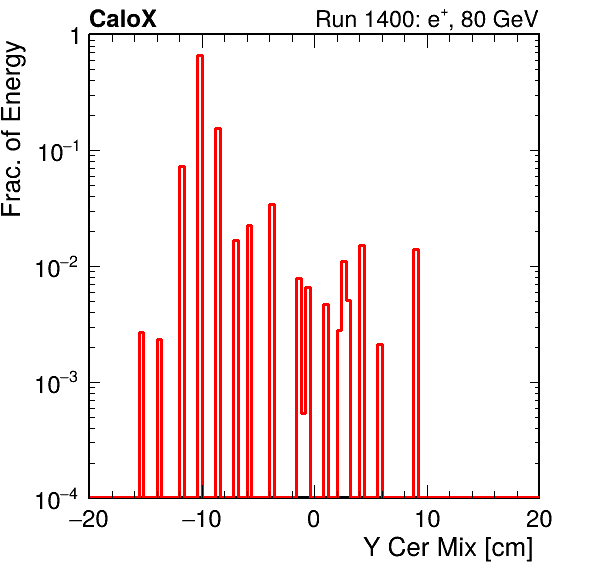 CaloX Run 1400: e⁺, 80 GeV
Frac. of Energy
1
10⁻¹
10⁻²
10⁻³
10⁻⁴
−20 −10 0 10 20
Y Cer Mix [cm]